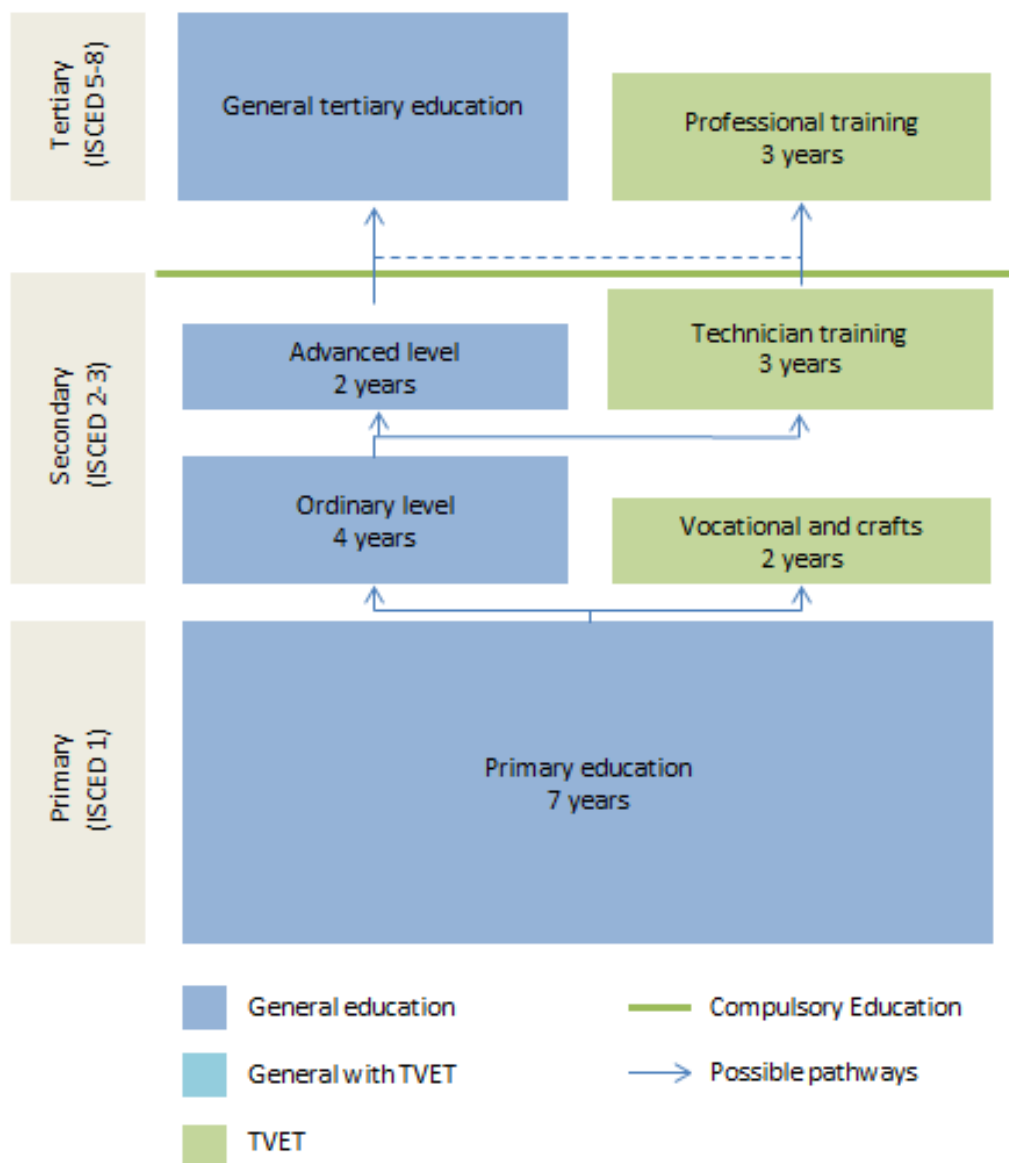 Tertiary
(ISCED 5-8)
General tertiary education
Professional training
3 years
Secondary
(ISCED 2-3)
Advanced level
2 years
Technician training
3 years
Ordinary level
4 years
Vocational and crafts
2 years
Primary
(ISCED 1)
Primary education
7 years
General education
Compulsory Education
General with TVET
Possible pathways
TVET